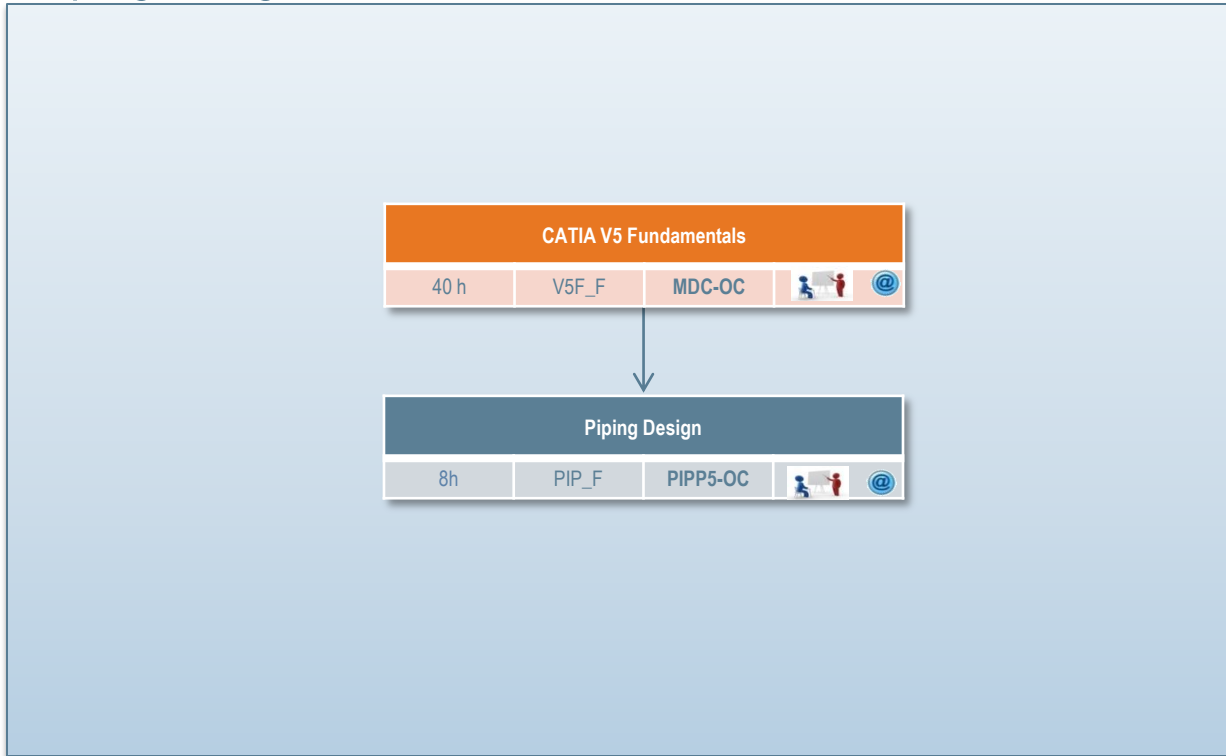 CATIA V5 Fundamentals
40 h V5F_F MDC-OC @
Piping Design
8h PIP_F PIPP5-OC @